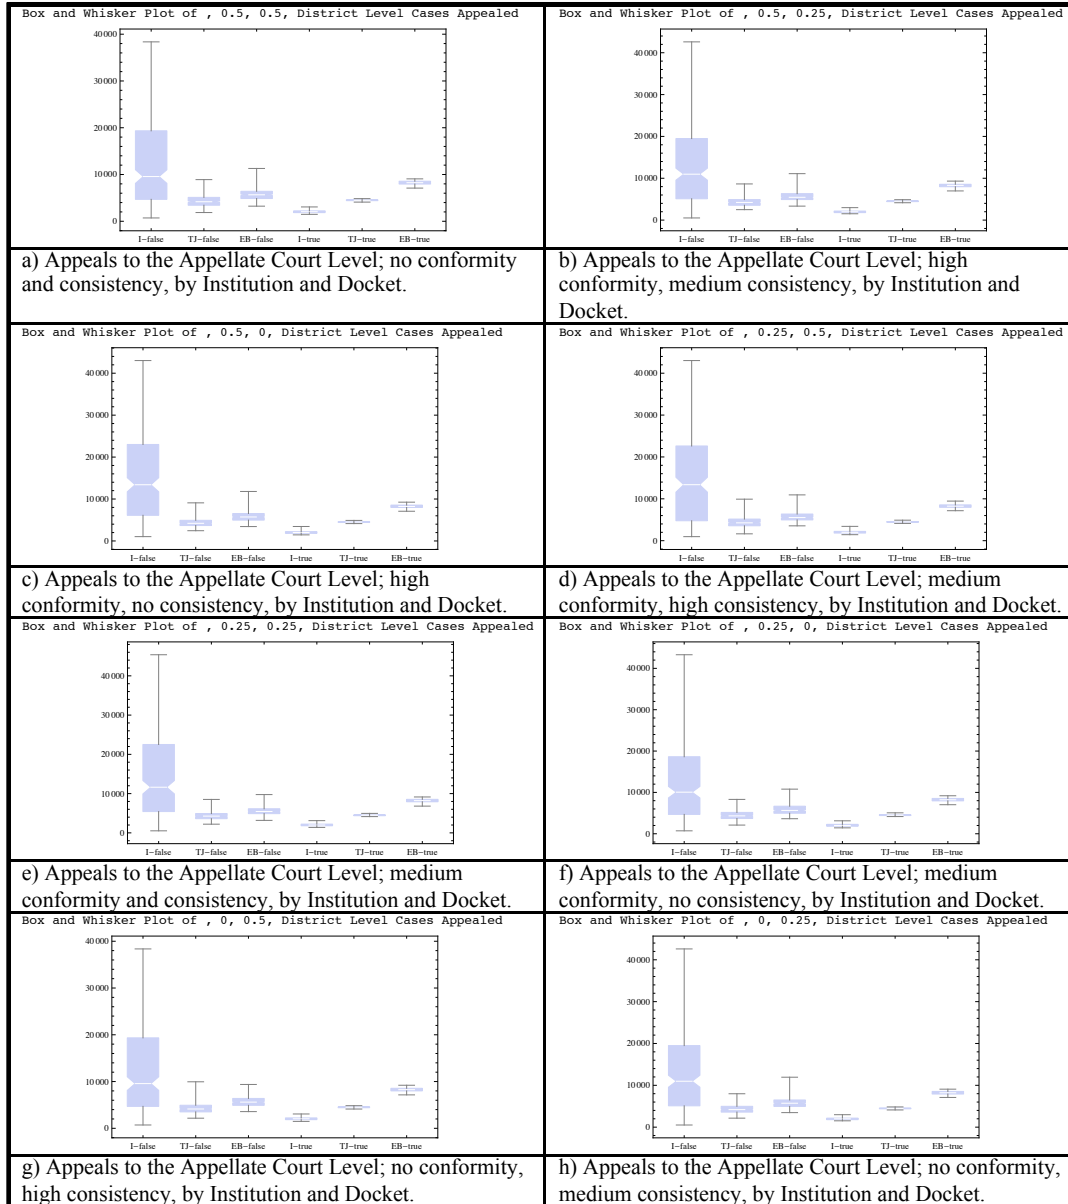 Box and Whisker Plot of , 0.5, 0.5, District Level Cases Appealed
40000
30000
20000
10000
0
I-false TJ-false EB-false I-true TJ-true EB-true
a) Appeals to the Appellate Court Level; no conformity
and consistency, by Institution and Docket.
Box and Whisker Plot of , 0.5, 0.25, District Level Cases Appealed
40000
30000
20000
10000
0
I-false TJ-false EB-false I-true TJ-true EB-true
b) Appeals to the Appellate Court Level; high
conformity, medium consistency, by Institution and
Docket.
Box and Whisker Plot of , 0.5, 0, District Level Cases Appealed
40000
30000
20000
10000
0
I-false TJ-false EB-false I-true TJ-true EB-true
c) Appeals to the Appellate Court Level; high
conformity, no consistency, by Institution and Docket.
Box and Whisker Plot of , 0.25, 0.5, District Level Cases Appealed
40000
30000
20000
10000
0
I-false TJ-false EB-false I-true TJ-true EB-true
d) Appeals to the Appellate Court Level; medium
conformity, high consistency, by Institution and Docket.
Box and Whisker Plot of , 0.25, 0.25, District Level Cases Appealed
40000
30000
20000
10000
0
I-false TJ-false EB-false I-true TJ-true EB-true
e) Appeals to the Appellate Court Level; medium
conformity and consistency, by Institution and Docket.
Box and Whisker Plot of , 0.25, 0, District Level Cases Appealed
40000
30000
20000
10000
0
I-false TJ-false EB-false I-true TJ-true EB-true
f) Appeals to the Appellate Court Level; medium
conformity, no consistency, by Institution and Docket.
Box and Whisker Plot of , 0, 0.5, District Level Cases Appealed
40000
30000
20000
10000
0
I-false TJ-false EB-false I-true TJ-true EB-true
g) Appeals to the Appellate Court Level; no conformity,
high consistency, by Institution and Docket.
Box and Whisker Plot of , 0, 0.25, District Level Cases Appealed
40000
30000
20000
10000
0
I-false TJ-false EB-false I-true TJ-true EB-true
h) Appeals to the Appellate Court Level; no conformity,
medium consistency, by Institution and Docket.